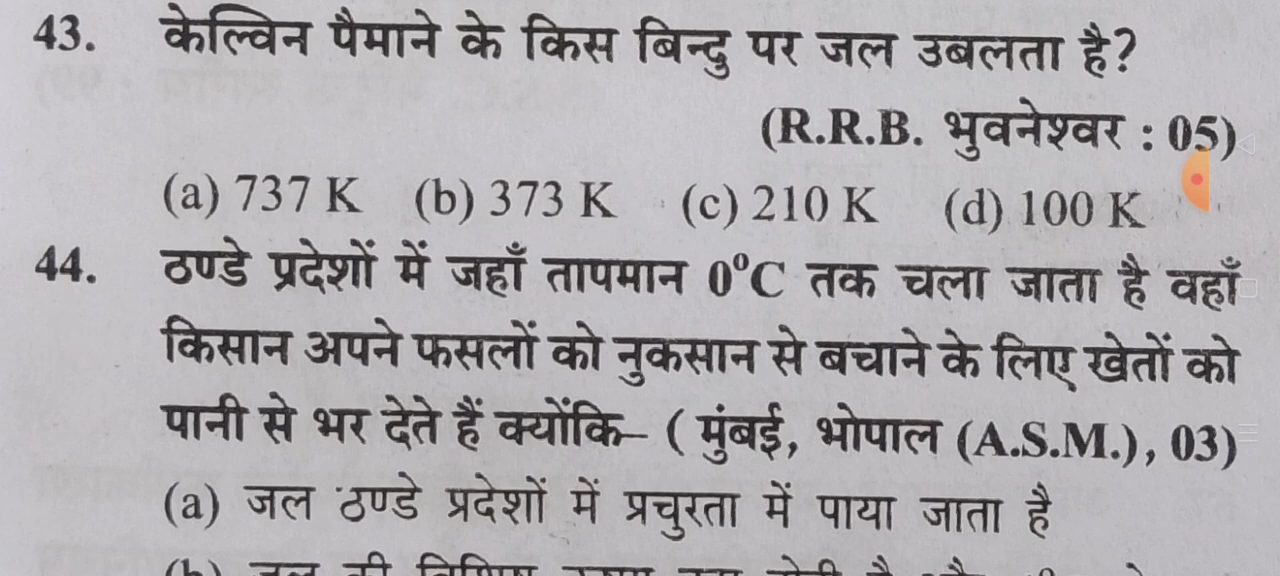 43. केल्विन पैमाने के किस बिन्दु पर जल उबलता है?
(R.R.B. भुवनेश्वर : 05)
(a) 737 K (b) 373 K (c) 210 K (d) 100 K
44. ठण्डे प्रदेशों में जहाँ तापमान 0°C तक चला जाता है वहाँ
किसान अपने फसलों को नुकसान से बचाने के लिए खेतों को
पानी से भर देते हैं क्योंकि– ( मुंबई, भोपाल (A.S.M.), 03)
(a) जल ठण्डे प्रदेशों में प्रचुरता में पाया जाता है